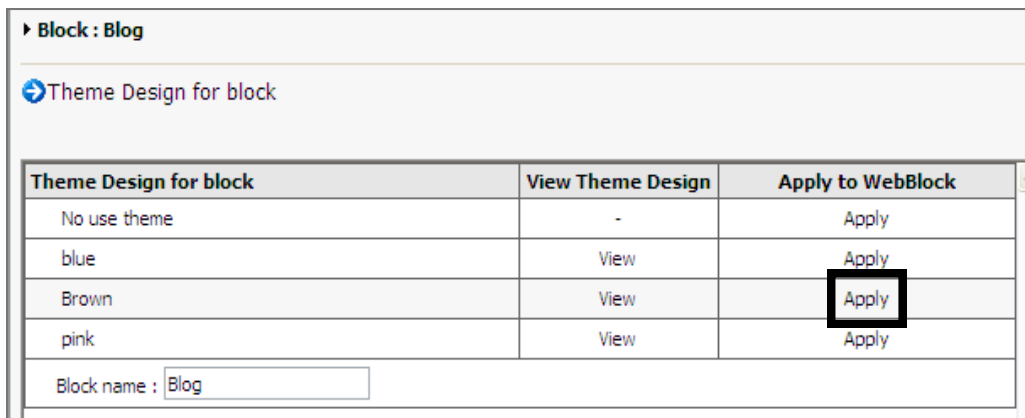 Block : Blog
Theme Design for block
Theme Design for block View Theme Design Apply to WebBlock
No use theme - Apply
blue View Apply
Brown View Apply
pink View Apply
Block name : Blog